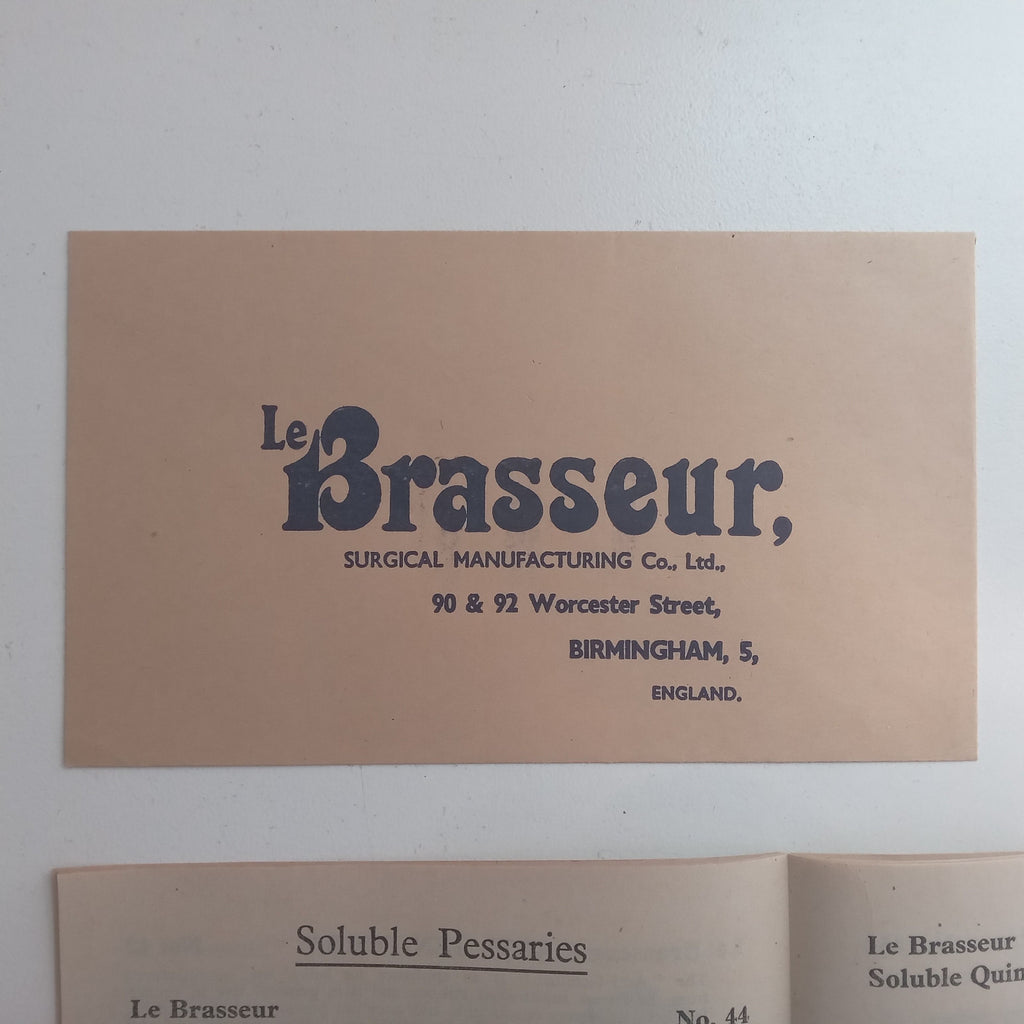 Le Brasseur,
SURGICAL MANUFACTURING Co., Ltd.,
90 & 92 Worcester Street,
BIRMINGHAM, 5,
ENGLAND.
Soluble Pessaries
Le Brasseur No. 44
Le Brasseur
Soluble